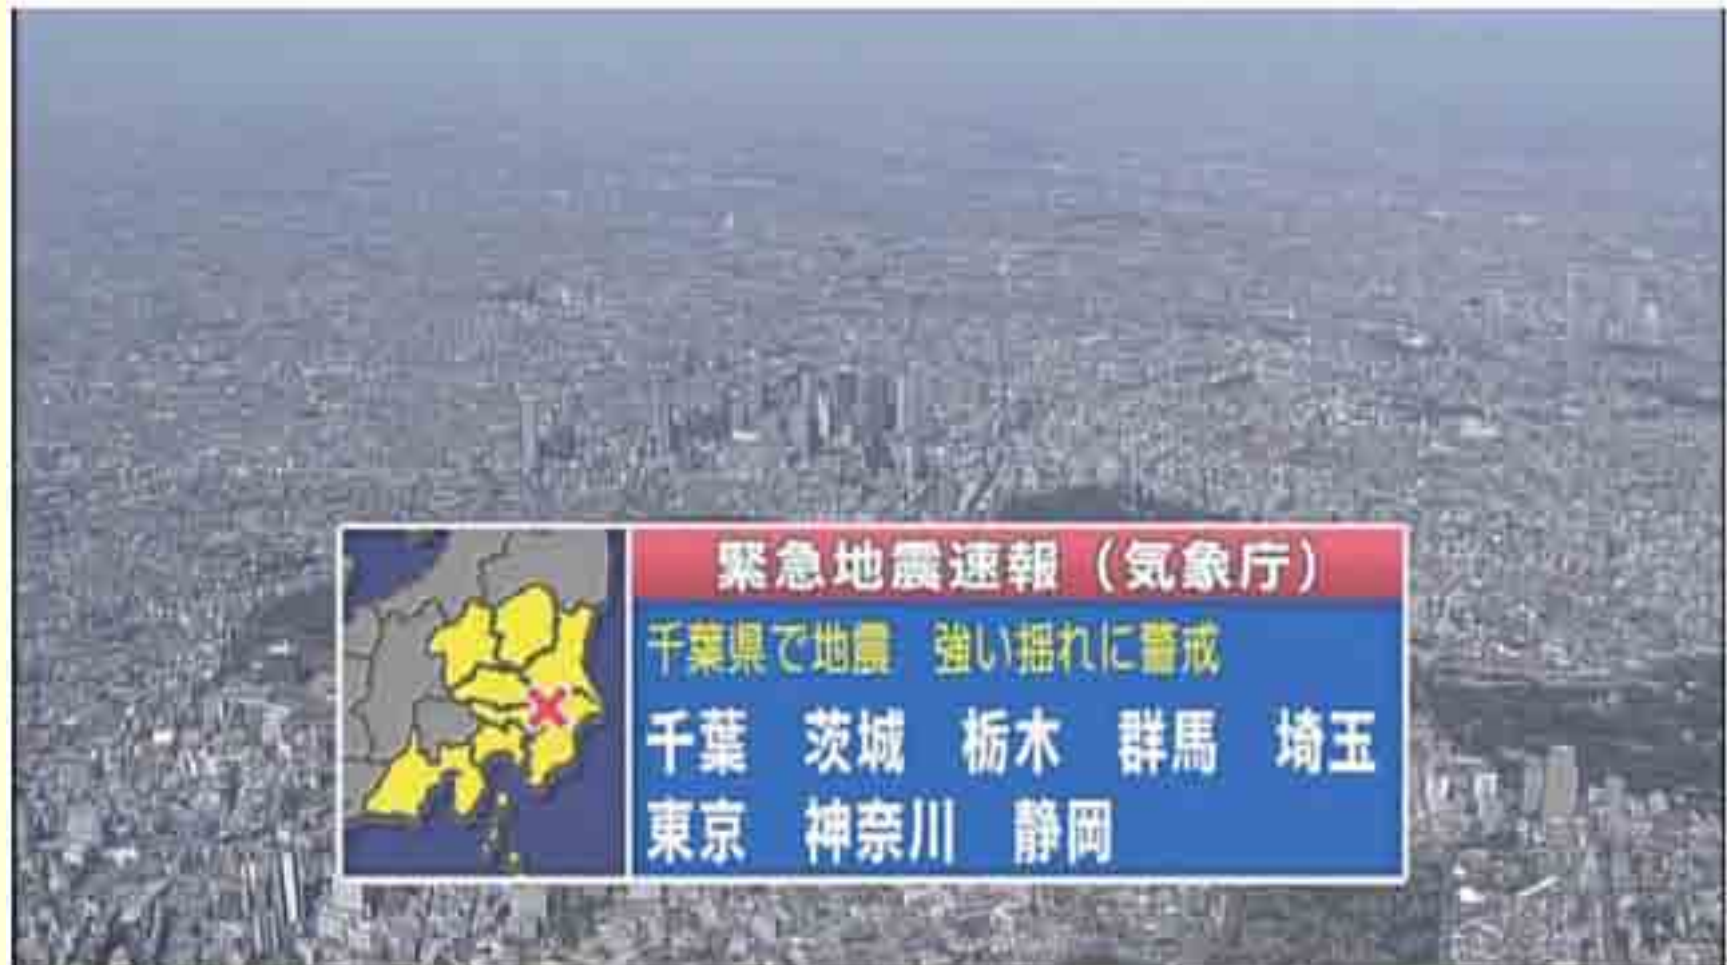 緊急地震速報（気象庁）
千葉県で地震　強い揺れに警戒
千葉　茨城　栃木　群馬　埼玉
東京　神奈川　静岡